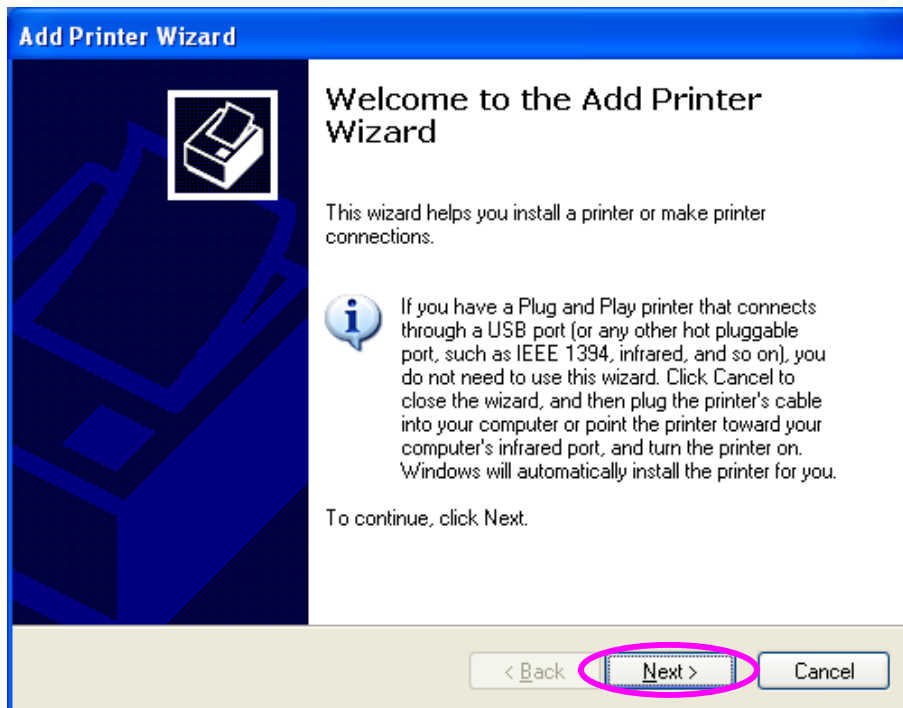 Add Printer Wizard
Welcome to the Add Printer
Wizard
This wizard helps you install a printer or make printer
connections.
If you have a Plug and Play printer that connects
through a USB port (or any other hot pluggable
port, such as IEEE 1394, infrared, and so on), you
do not need to use this wizard. Click Cancel to
close the wizard, and then plug the printer's cable
into your computer or point the printer toward your
computer's infrared port, and turn the printer on.
Windows will automatically install the printer for you.
To continue, click Next.
< Back Next > Cancel